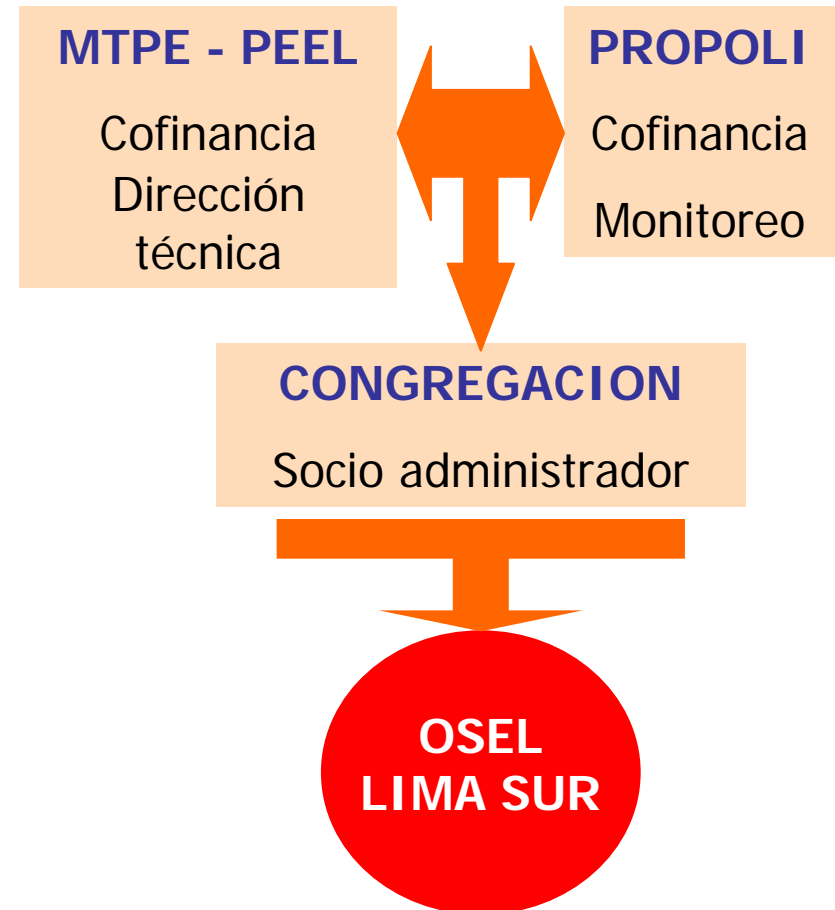 MTPE - PEEL
Cofinancia
Dirección
técnica
PROPOLI
Cofinancia
Monitoreo
CONGREGACION
Socio administrador
OSEL
LIMA SUR